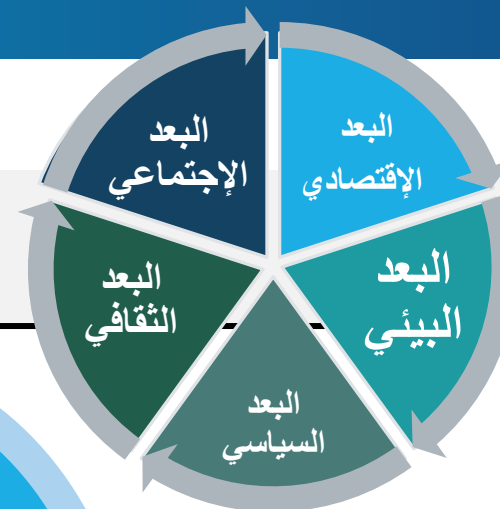 البعد
الإقتصادي
البعد
البيئي
البعد
السياسي
البعد
الثقافي
البعد
الإجتماعي